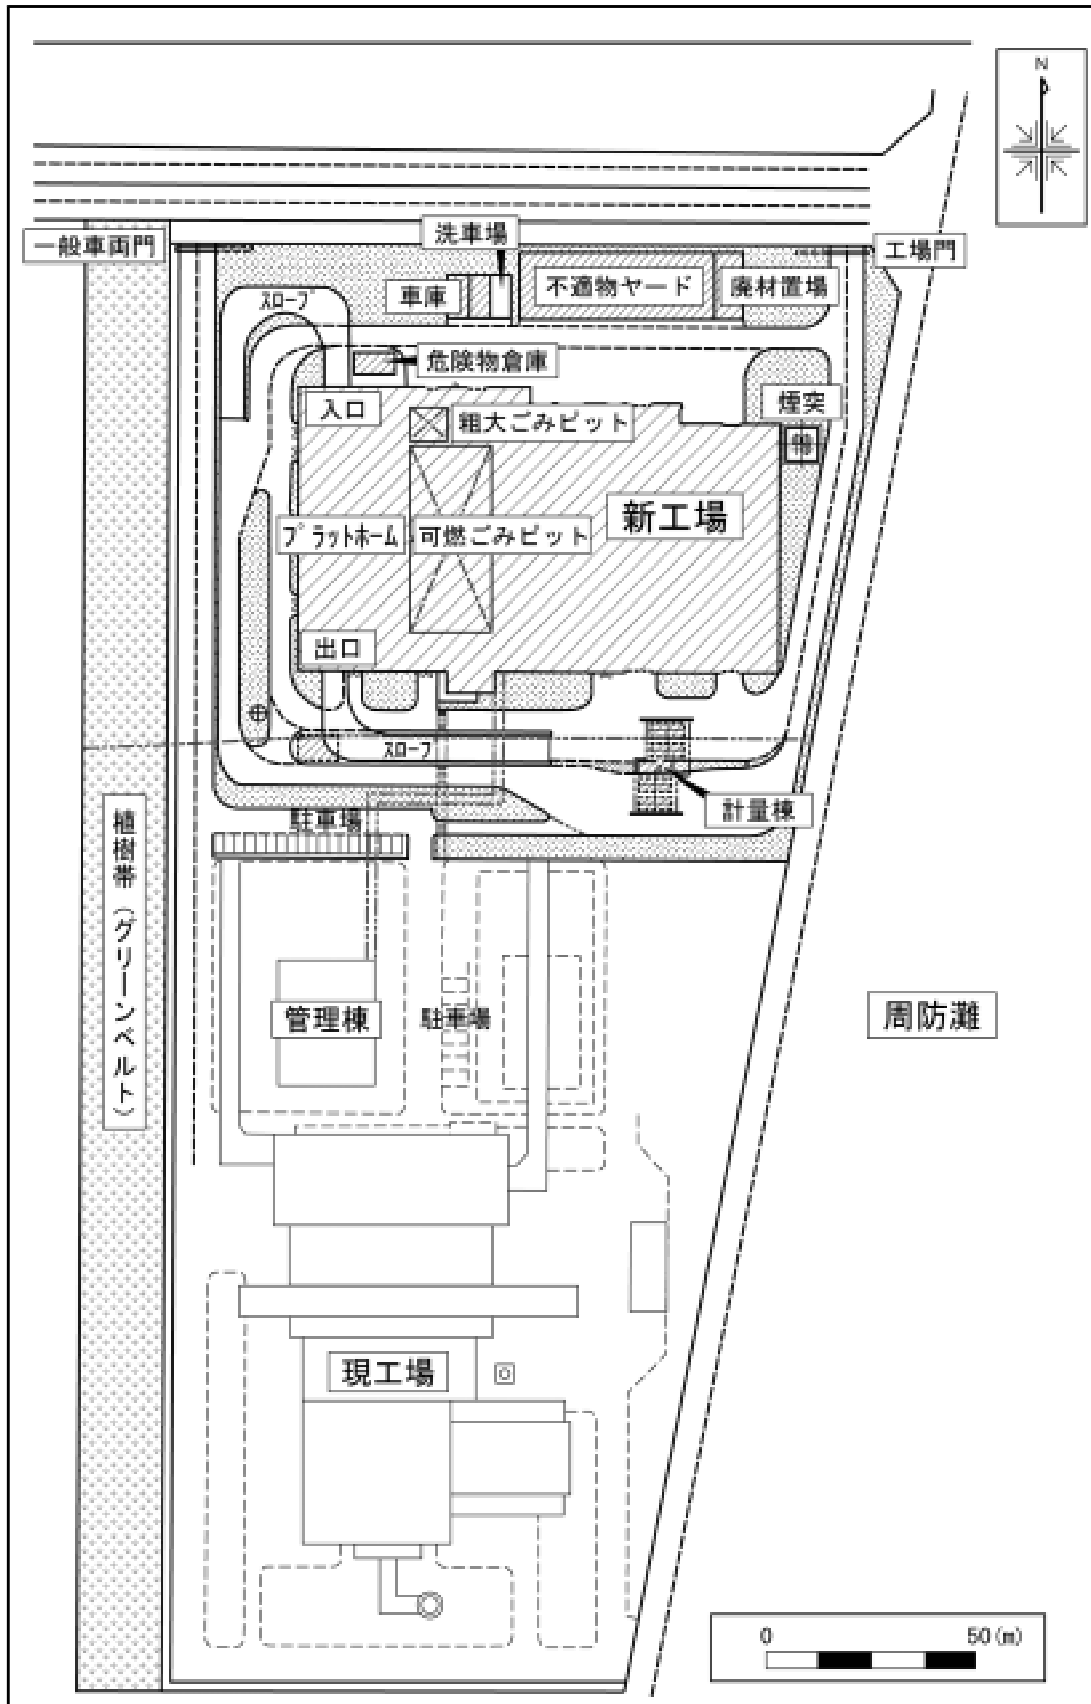 N
一般車両門
洗車場
工場門
車庫
不適物ヤード
廃材置場
スロープ
危険物倉庫
入口
煙突
粗大ごみピット
新工場
プラットホーム
可燃ごみピット
出口
スロープ
計量棟
駐車場
植樹帯（グリーンベルト）
管理棟
駐車場
周防灘
現工場
0
50(m)